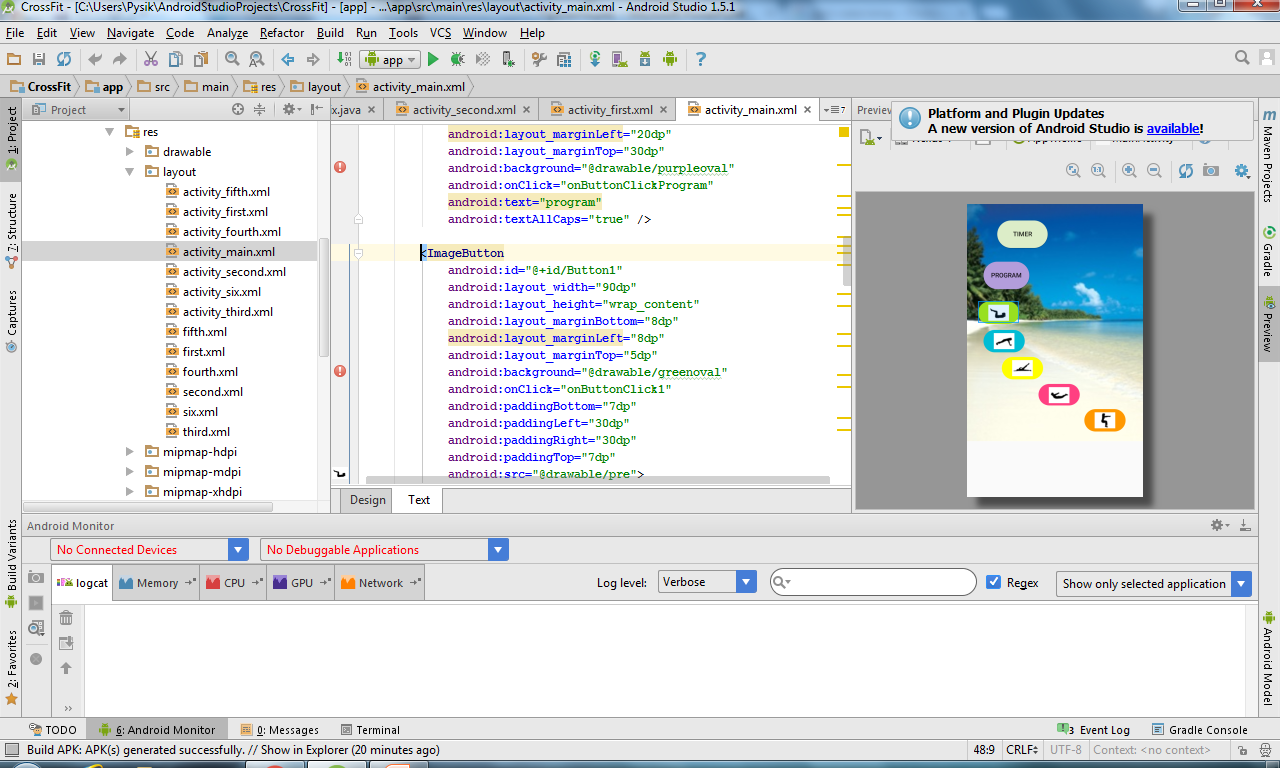 CrossFit - [C:\Users\Pysik\AndroidStudioProjects\CrossFit] - [app] - ...\app\src\main\res\layout\activity_main.xml - Android Studio 1.5.1
File Edit View Navigate Code Analyze Refactor Build Run Tools VCS Window Help
app
CrossFit app src main res layout activity_main.xml
Project
x.java activity_second.xml activity_first.xml activity_main.xml 7
Preview
Platform and Plugin Updates
A new version of Android Studio is available!
1: Project
7: Structure
Captures
Build Variants
2: Favorites
res
drawable
layout
activity_fifth.xml
activity_first.xml
activity_fourth.xml
activity_main.xml
activity_second.xml
activity_six.xml
activity_third.xml
fifth.xml
first.xml
fourth.xml
second.xml
six.xml
third.xml
mipmap-hdpi
mipmap-mdpi
mipmap-xhdpi
android:layout_marginLeft="20dp"
android:layout_marginTop="30dp"
android:background="@drawable/purpleoval"
android:onClick="onButtonClickProgram"
android:text="program"
android:textAllCaps="true" />
<ImageButton
android:id="@+id/Button1"
android:layout_width="90dp"
android:layout_height="wrap_content"
android:layout_marginBottom="8dp"
android:layout_marginLeft="8dp"
android:layout_marginTop="5dp"
android:background="@drawable/greenoval"
android:onClick="onButtonClick1"
android:paddingBottom="7dp"
android:paddingLeft="30dp"
android:paddingRight="30dp"
android:paddingTop="7dp"
android:src="@drawable/pre">
Design Text
TIMER
PROGRAM
Maven Projects
Gradle
Preview
Android Model
Android Monitor
No Connected Devices No Debuggable Applications
logcat Memory CPU GPU Network
Log level: Verbose Regex Show only selected application
TODO 6: Android Monitor 0: Messages Terminal 3 Event Log Gradle Console
Build APK: APK(s) generated successfully. // Show in Explorer (20 minutes ago) 48:9 CRLF UTF-8 Context: <no context>